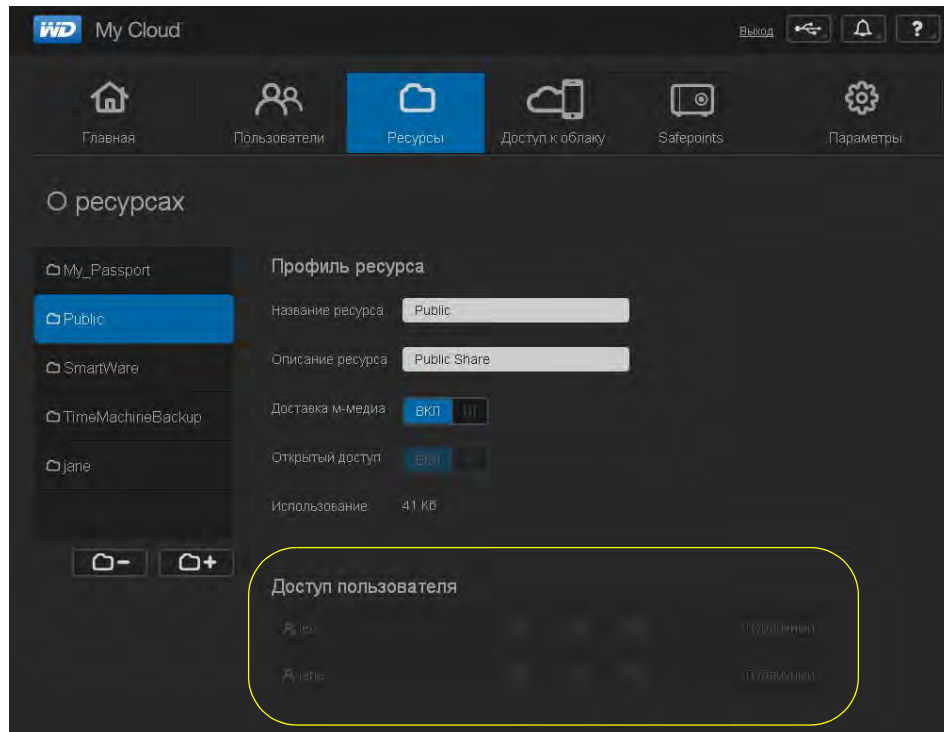 WD My Cloud
Выход
?
Главная
Пользователи
Ресурсы
Доступ к облаку
Safepoints
Параметры
О ресурсах
My_Passport
Public
SmartWare
TimeMachineBackup
jane
Профиль ресурса
Название ресурса Public
Описание ресурса Public Share
Доставка м-медиа ВКЛ
Открытый доступ
Использование 41 Кб
Доступ пользователя
jane